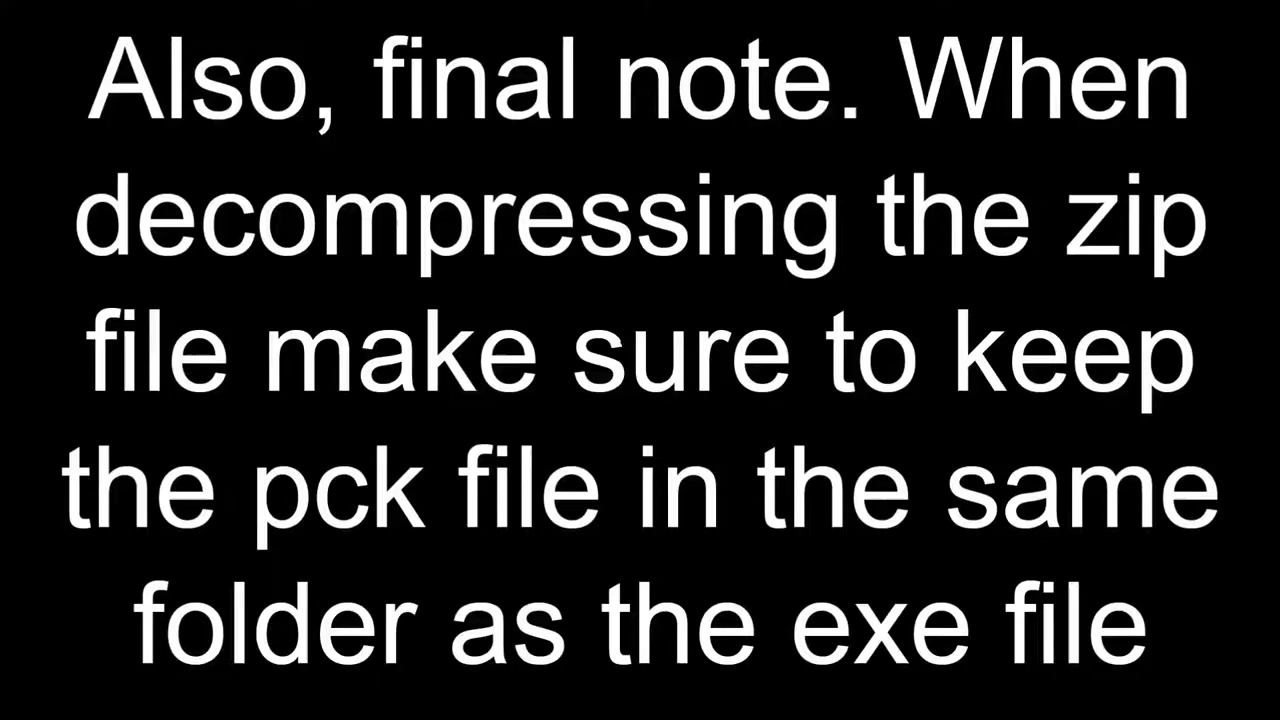 Also, final note. When
decompressing the zip
file make sure to keep
the pck file in the same
folder as the exe file